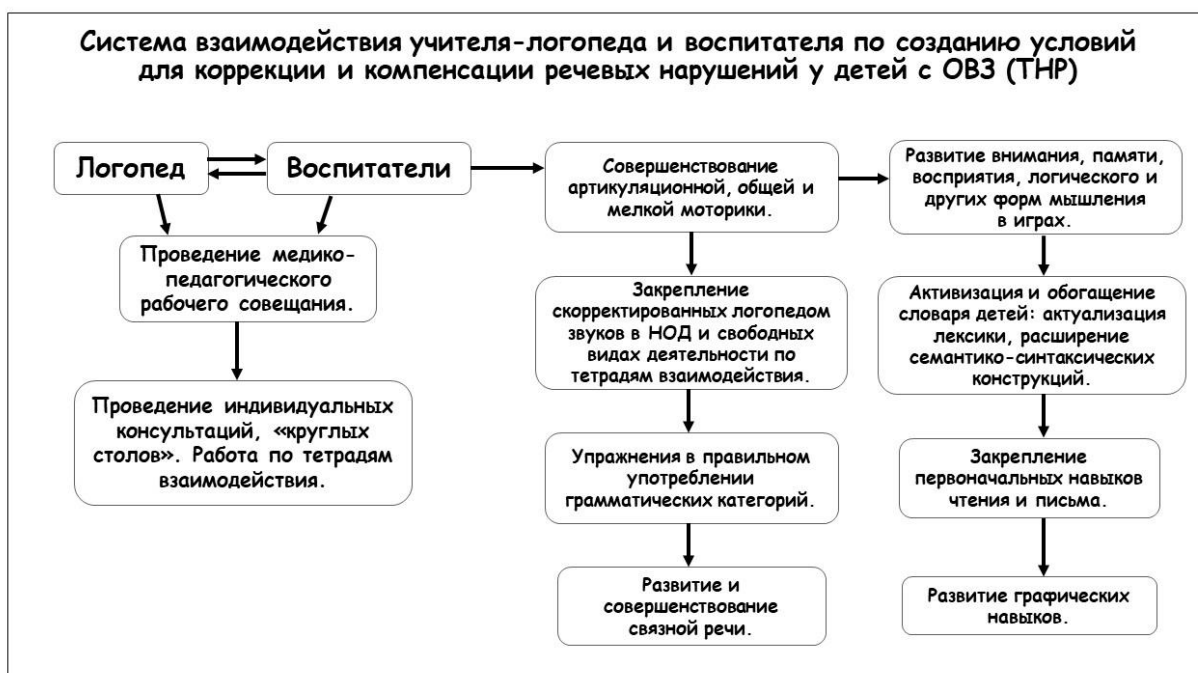 Система взаимодействия учителя-логопеда и воспитателя по созданию условий
для коррекции и компенсации речевых нарушений у детей с ОВЗ (ТНР)
Логопед
Воспитатели
Проведение медико-
педагогического
рабочего совещания.
Проведение индивидуальных
консультаций, «круглых
столов». Работа по тетрадям
взаимодействия.
Совершенствование
артикуляционной, общей и
мелкой моторики.
Закрепление
скорректированных логопедом
звуков в НОД и свободных
видах деятельности по
тетрадям взаимодействия.
Упражнения в правильном
употреблении
грамматических категорий.
Развитие и
совершенствование
связной речи.
Развитие внимания, памяти,
восприятия, логического и
других форм мышления
в играх.
Активизация и обогащение
словаря детей: актуализация
лексики, расширение
семантико-синтаксических
конструкций.
Закрепление
первоначальных навыков
чтения и письма.
Развитие графических
навыков.